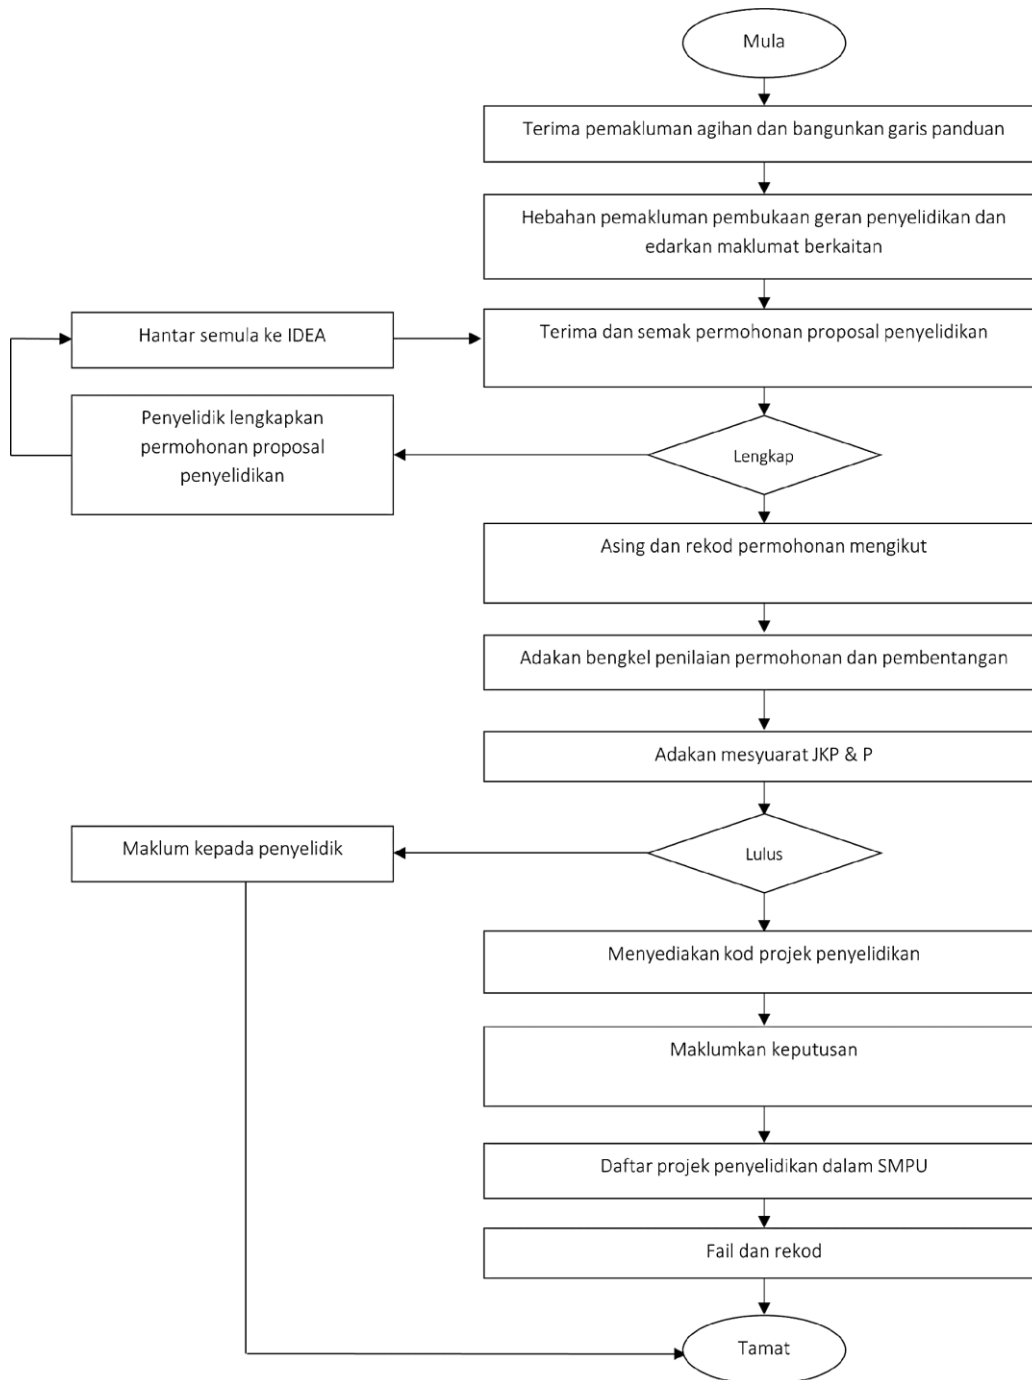 Mula
Terima pemakluman agihan dan bangunkan garis panduan
Hebahan pemakluman pembukaan geran penyelidikan dan
edarkan maklumat berkaitan
Hantar semula ke IDEA
Terima dan semak permohonan proposal penyelidikan
Penyelidik lengkapkan
permohonan proposal
penyelidikan
Lengkap
Asing dan rekod permohonan mengikut
Adakan bengkel penilaian permohonan dan pembentangan
Adakan mesyuarat JKP & P
Maklum kepada penyelidik
Lulus
Menyediakan kod projek penyelidikan
Maklumkan keputusan
Daftar projek penyelidikan dalam SMPU
Fail dan rekod
Tamat